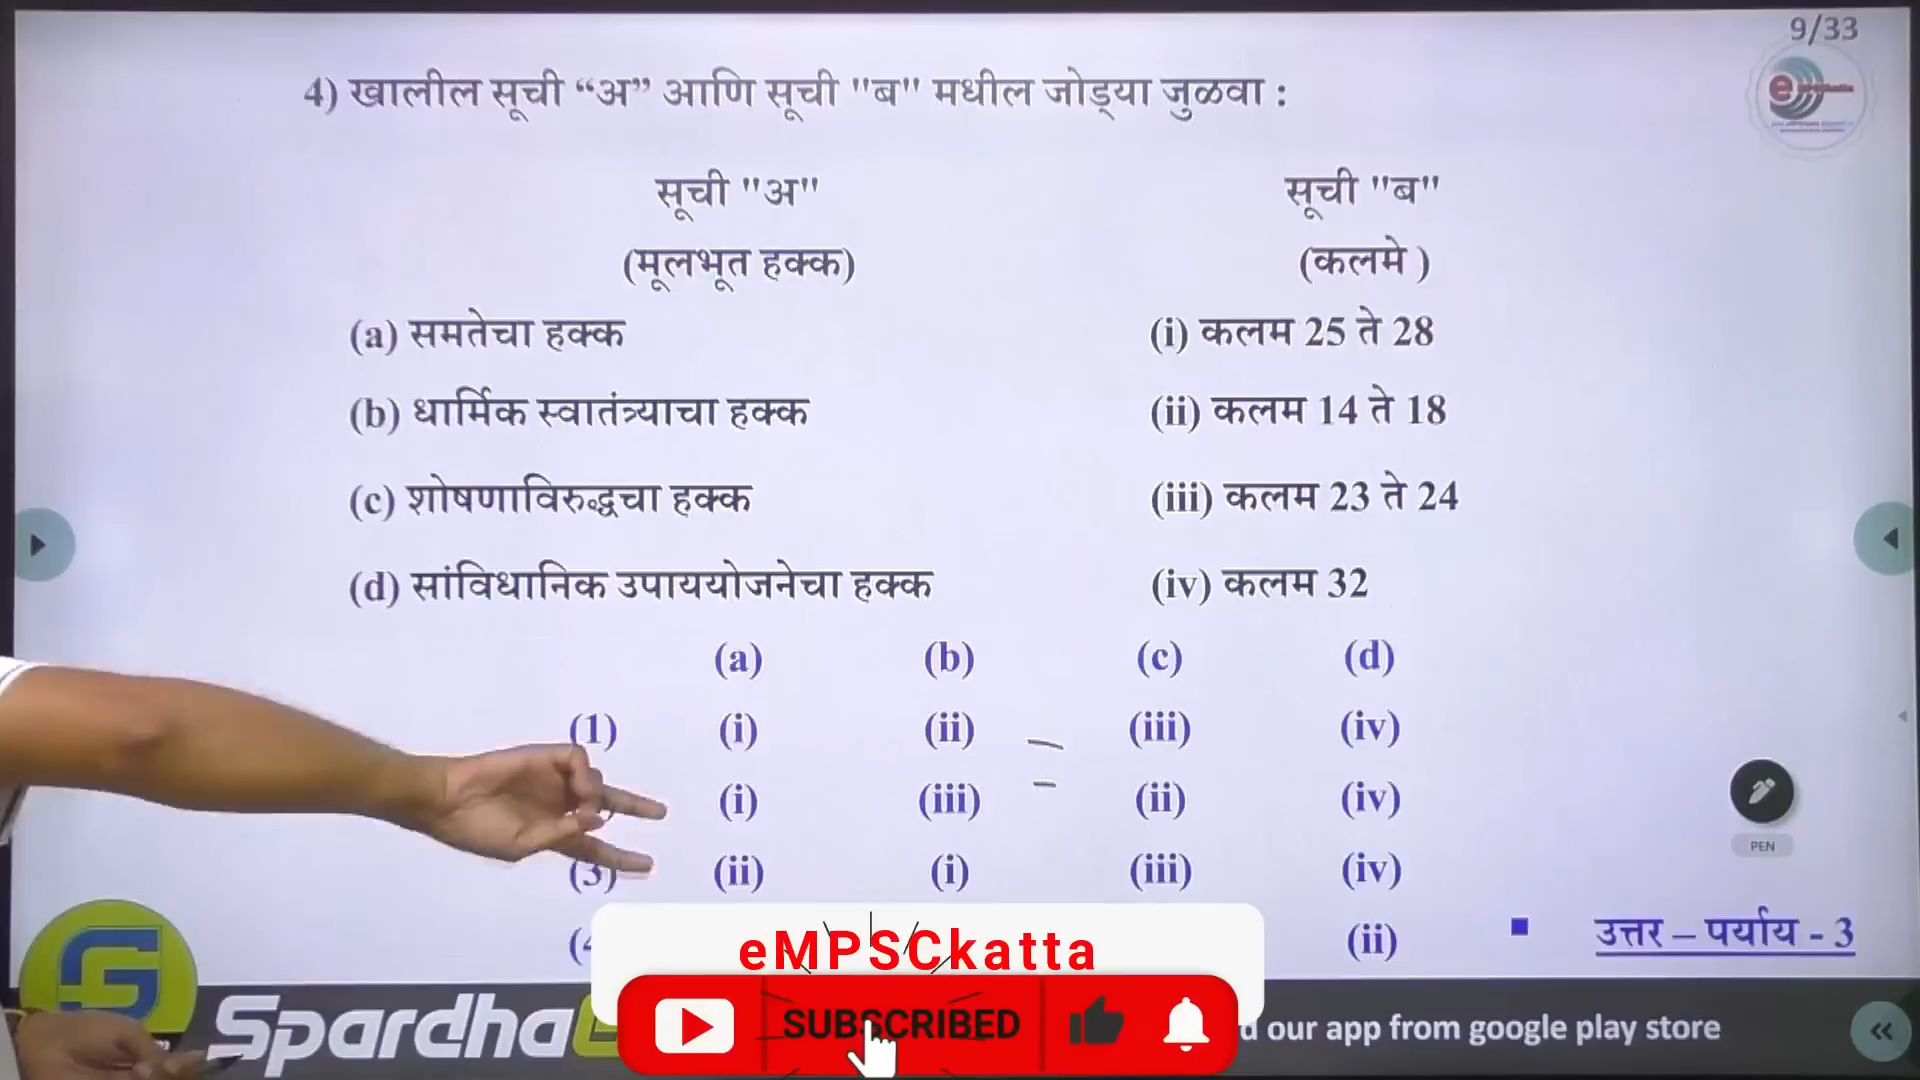 9/33
4) खालील सूची “अ” आणि सूची "ब" मधील जोड्या जुळवा :
सूची "अ" सूची "ब"
(मूलभूत हक्क) (कलमे )
(a) समतेचा हक्क (i) कलम 25 ते 28
(b) धार्मिक स्वातंत्र्याचा हक्क (ii) कलम 14 ते 18
(c) शोषणाविरुद्धचा हक्क (iii) कलम 23 ते 24
(d) सांविधानिक उपाययोजनेचा हक्क (iv) कलम 32
(a) (b) (c) (d)
(1) (i) (ii) (iii) (iv)
(i) (iii) (ii) (iv)
(3) (ii) (i) (iii) (iv)
(ii)
उत्तर – पर्याय - 3
PEN
eMPSCkatta
SUBSCRIBED
Spardha
our app from google play store